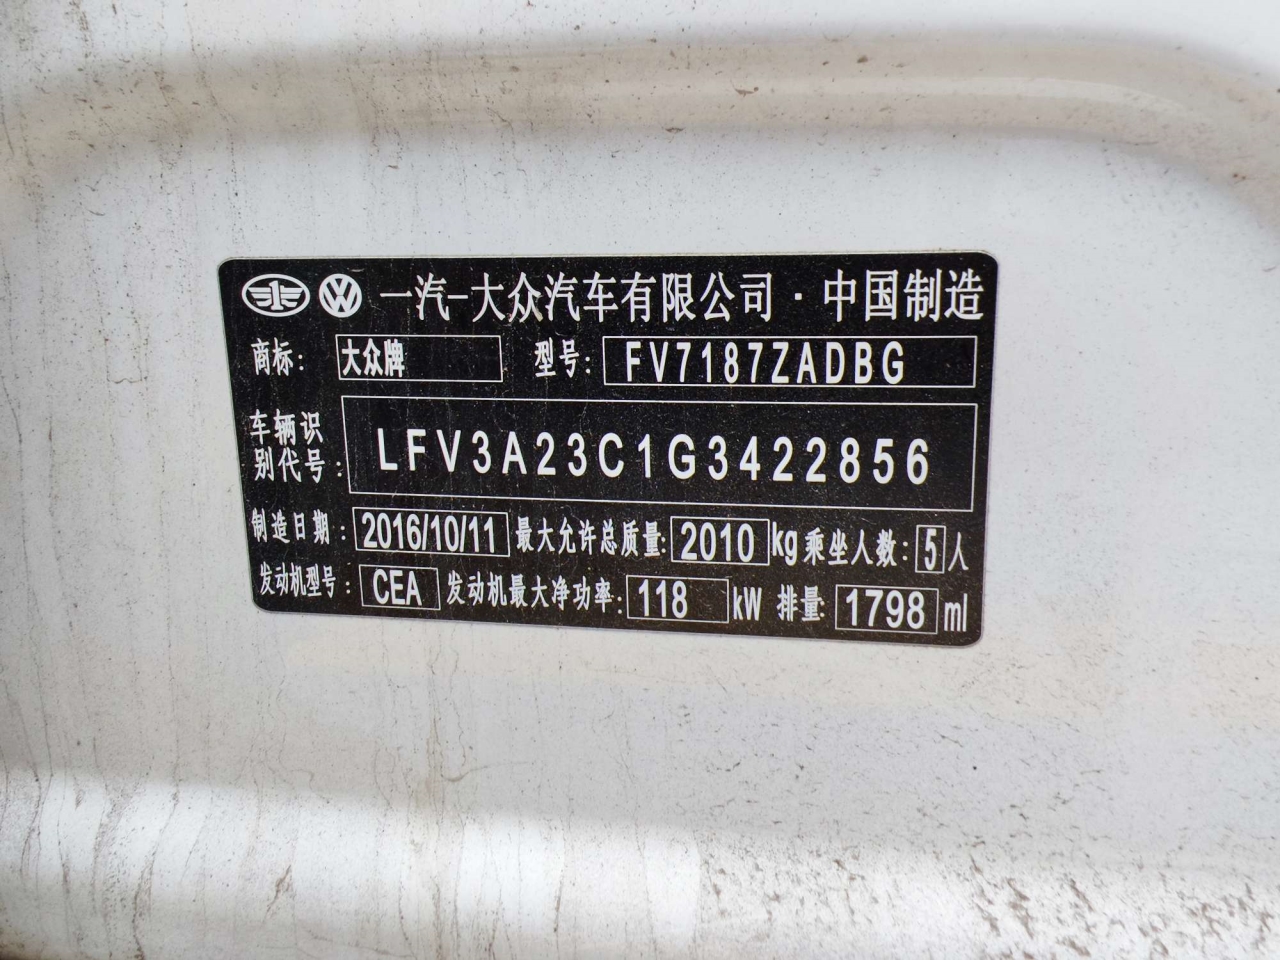 一汽-大众汽车有限公司·中国制造
商标: 大众牌 型号: FV7187ZADBG
车辆识别代号: LFV3A23C1G3422856
制造日期: 2016/10/11 最大允许总质量: 2010 kg 乘坐人数: 5 人
发动机型号: CEA 发动机最大净功率: 118 kW 排量: 1798 ml